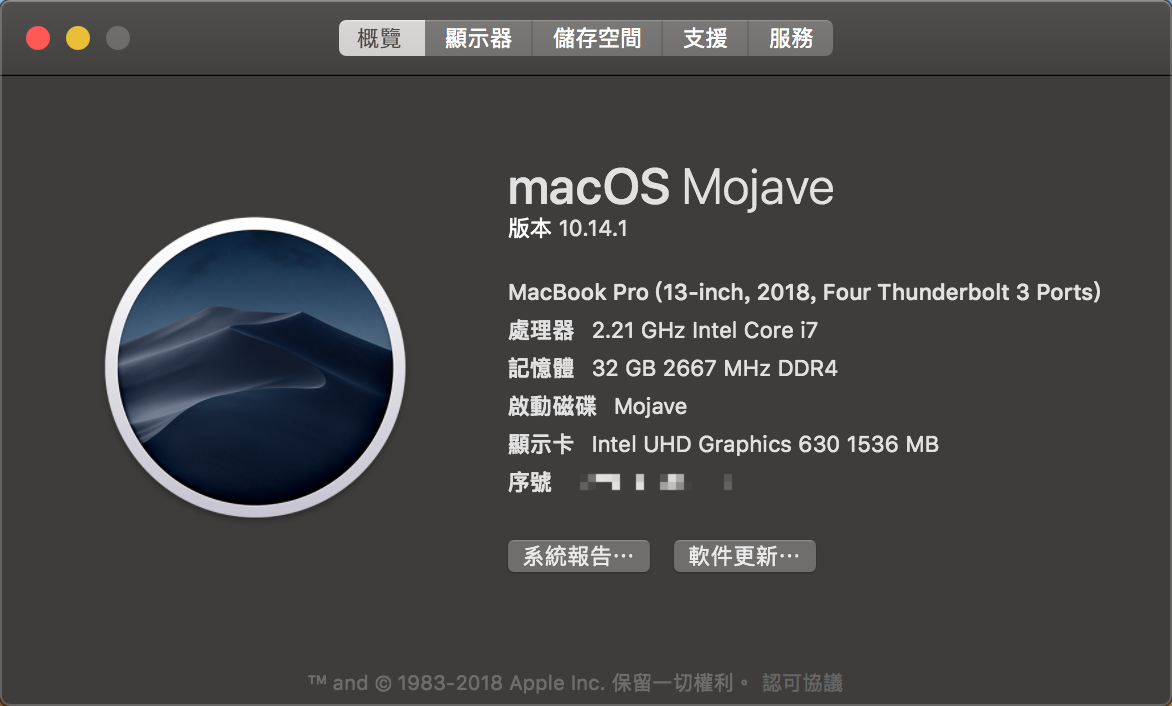 概覽 顯示器 儲存空間 支援 服務
macOS Mojave
版本 10.14.1
MacBook Pro (13-inch, 2018, Four Thunderbolt 3 Ports)
處理器 2.21 GHz Intel Core i7
記憶體 32 GB 2667 MHz DDR4
啟動磁碟 Mojave
顯示卡 Intel UHD Graphics 630 1536 MB
序號
系統報告⋯ 軟件更新⋯
™ and © 1983-2018 Apple Inc. 保留一切權利。 認可協議